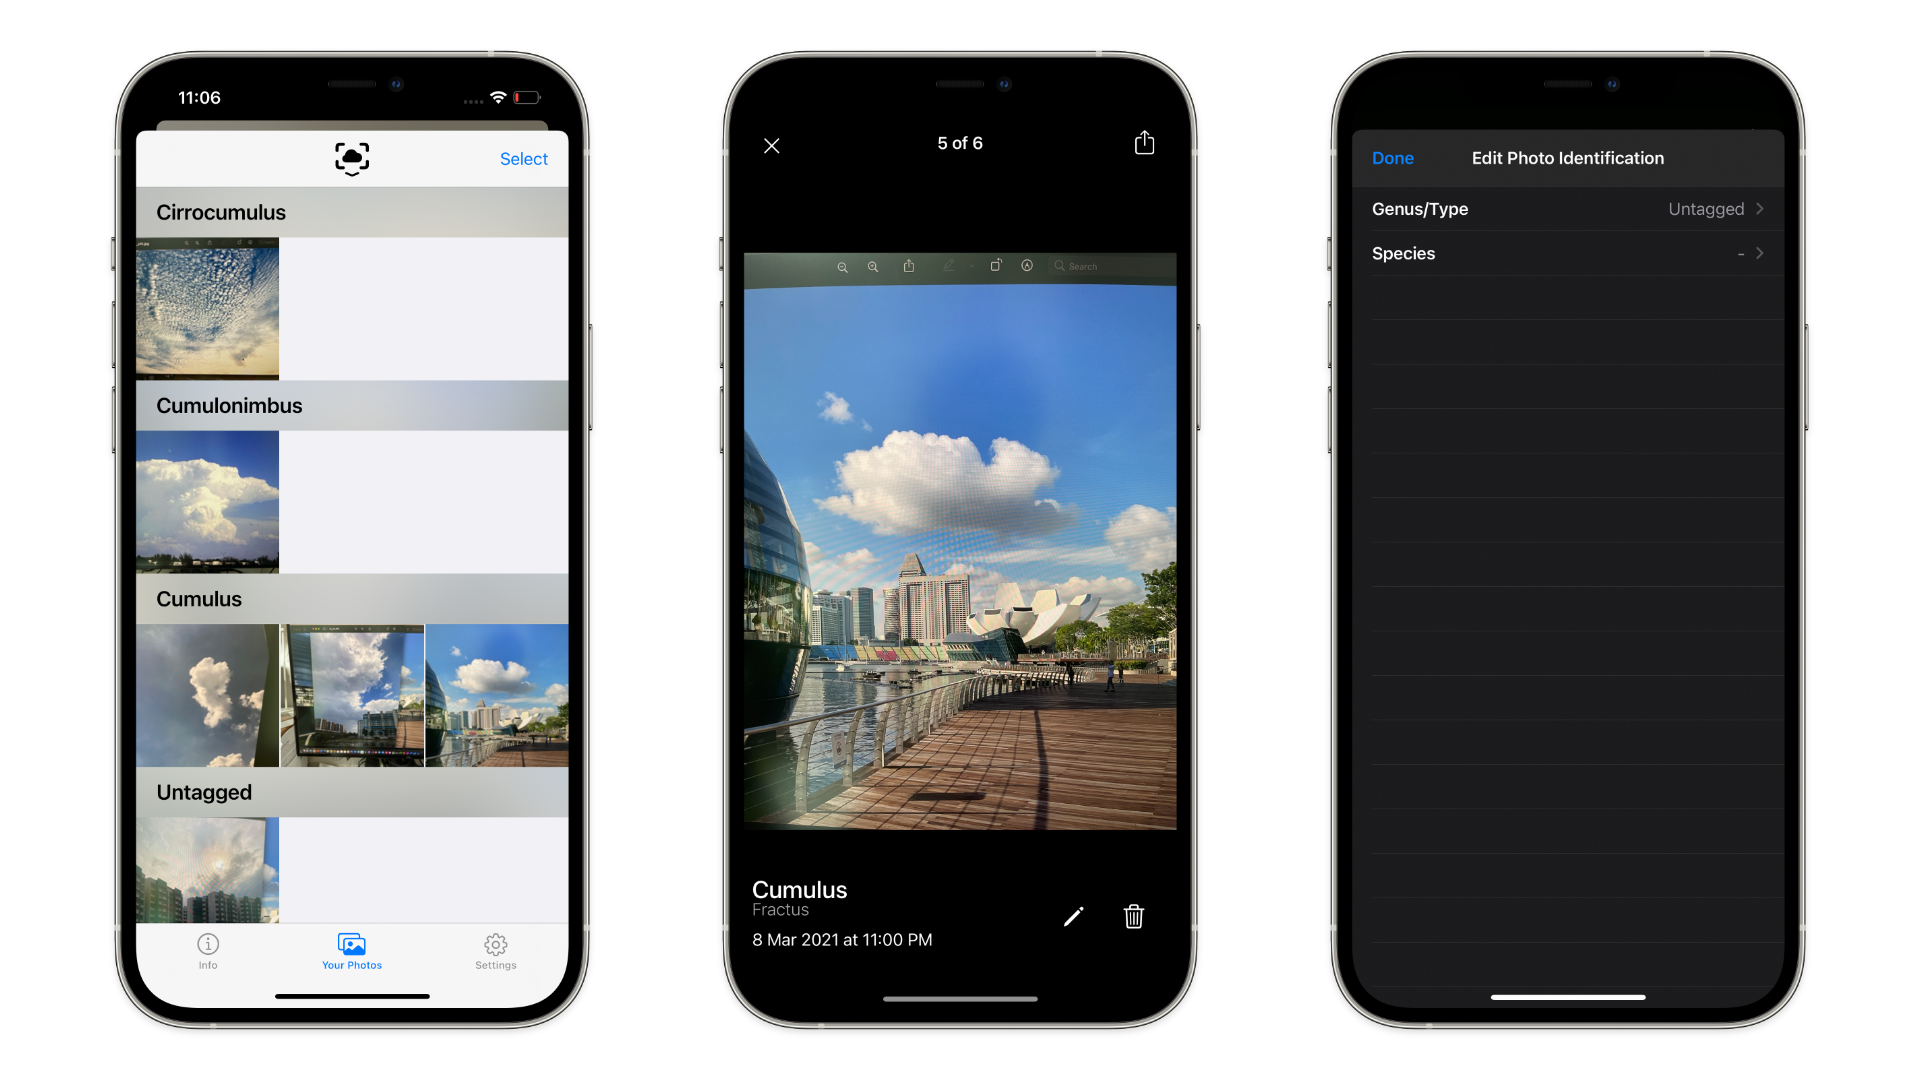 11:06
Select
Cirrocumulus
Cumulonimbus
Cumulus
Untagged
Info
Your Photos
Settings
5 of 6
Search
Cumulus
Fractus
8 Mar 2021 at 11:00 PM
Done
Edit Photo Identification
Genus/Type
Untagged
Species
-